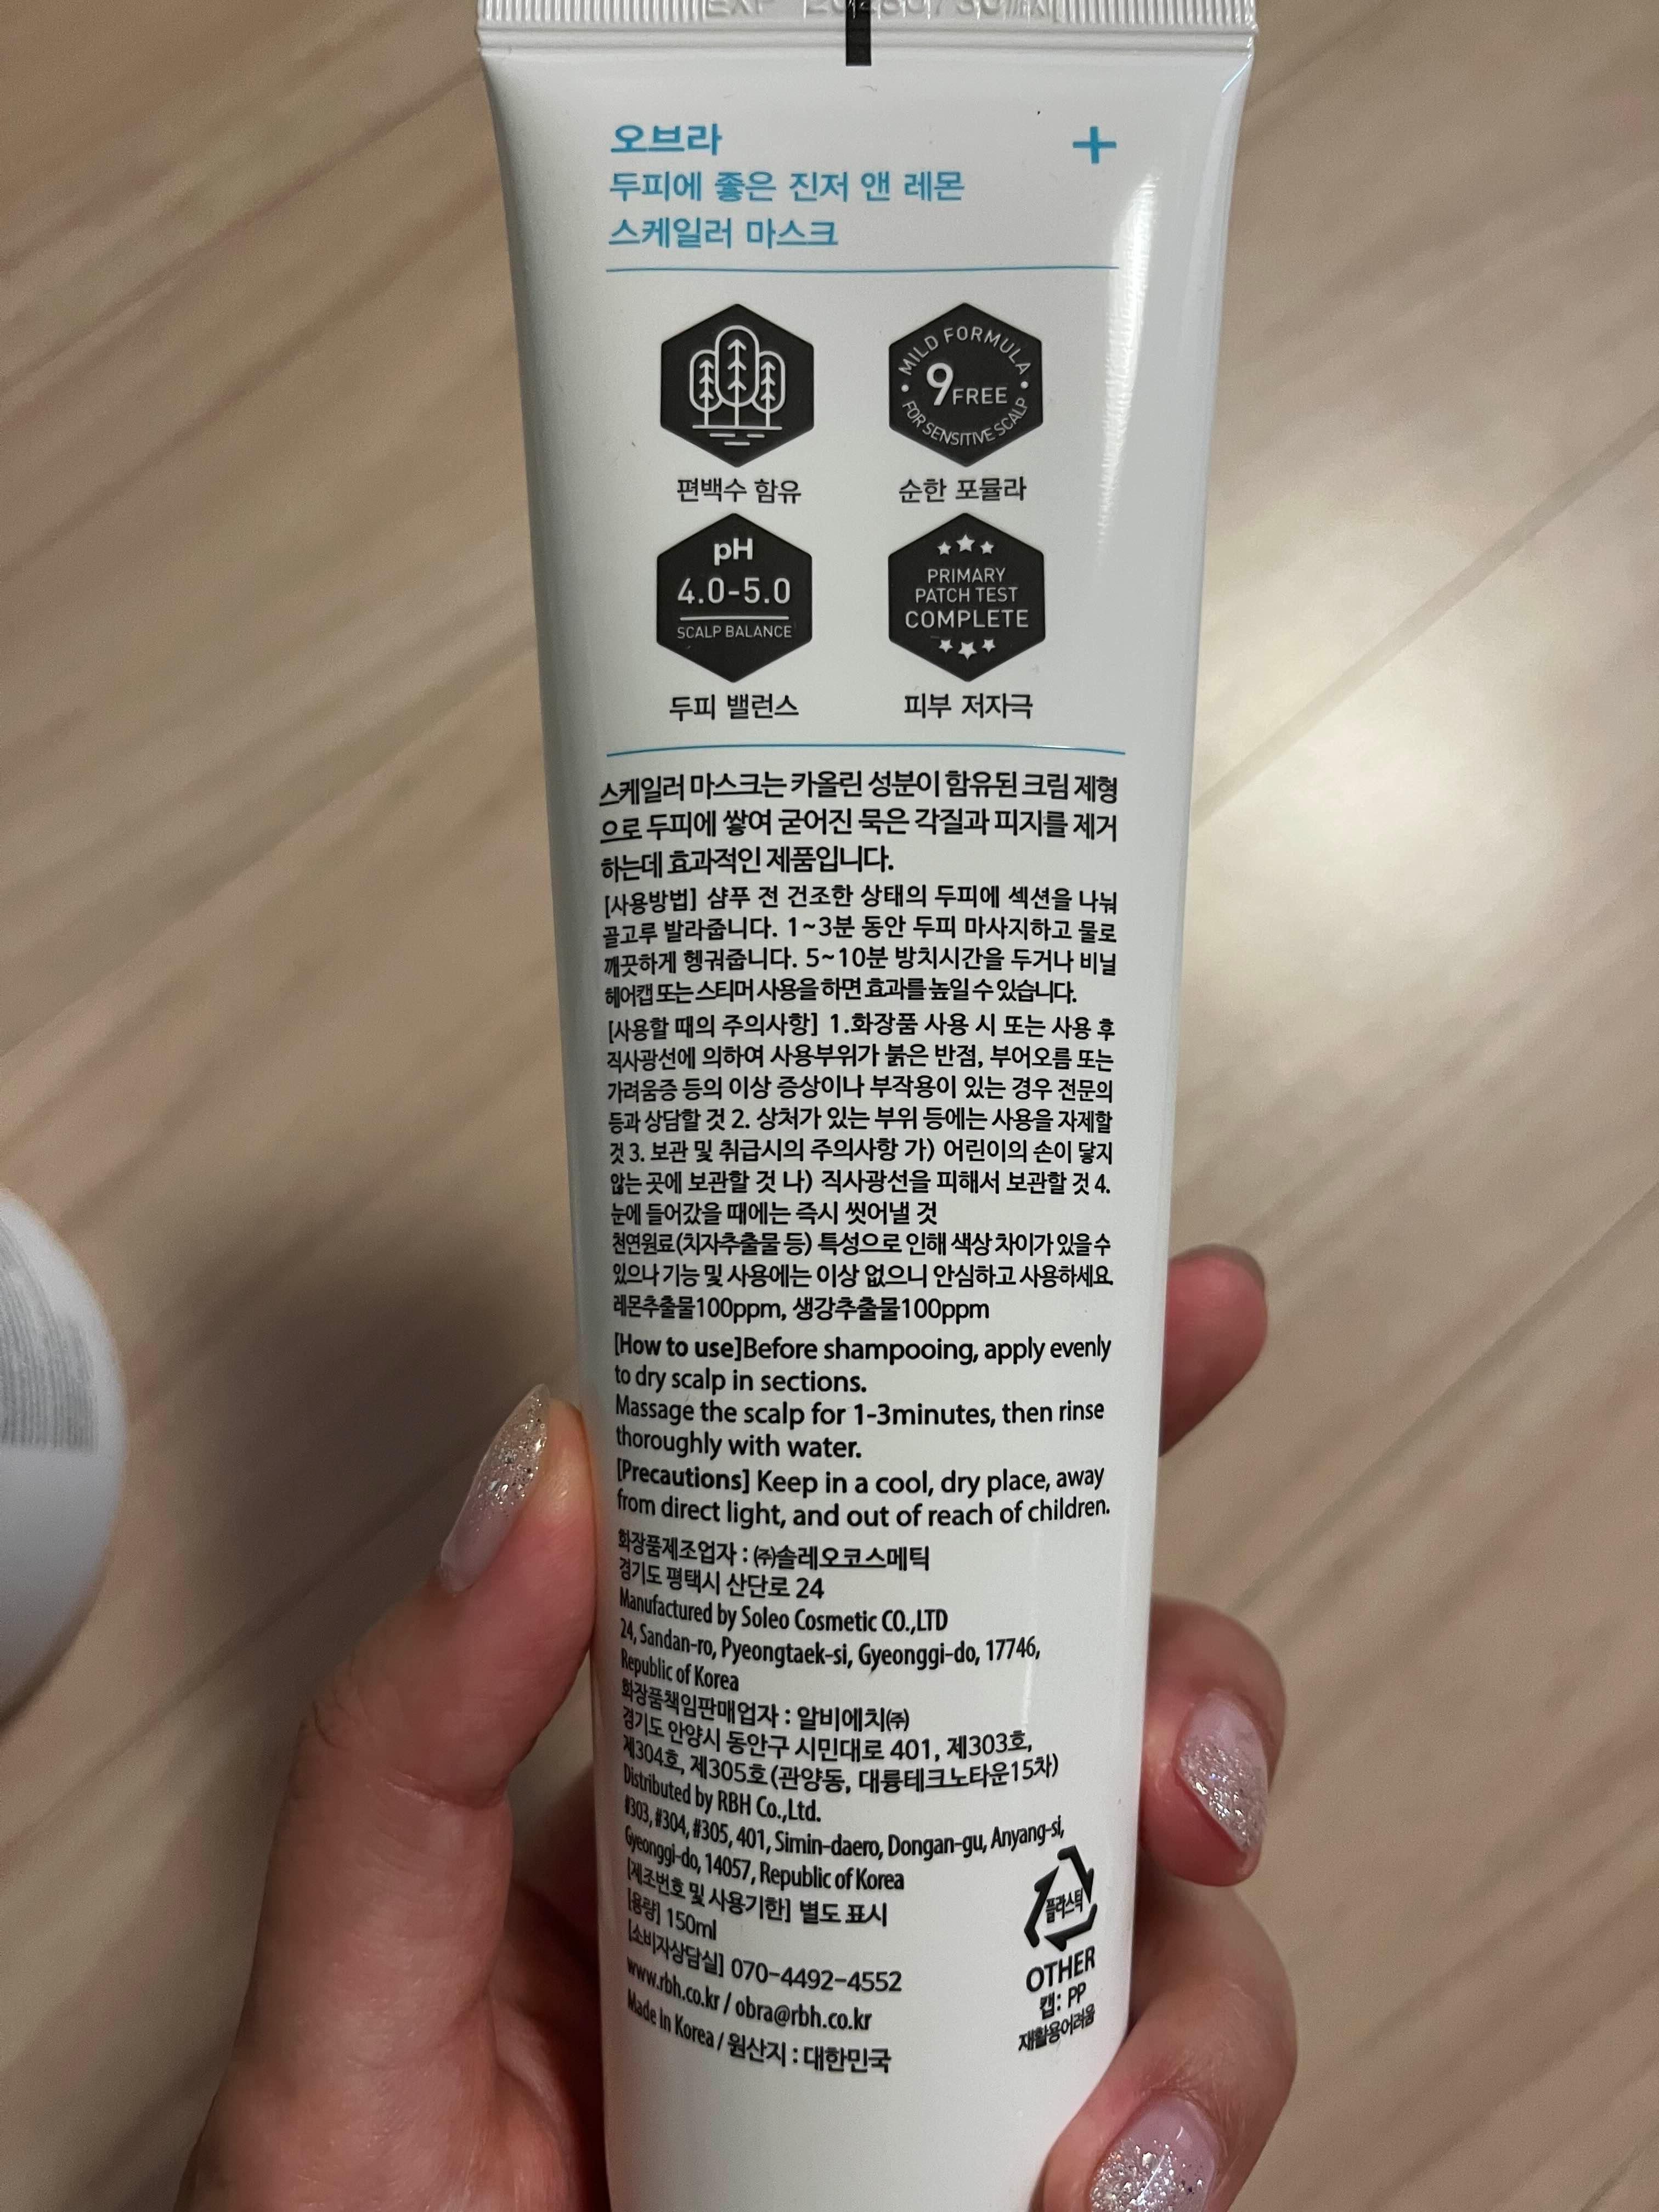 EXP
오브라
+
두피에 좋은 진저 앤 레몬
스케일러 마스크
MILD FORMULA
9FREE
FOR SENSITIVE SCALP
편백수 함유
순한 포뮬라
pH
4.0-5.0
SCALP BALANCE
PRIMARY
PATCH TEST
COMPLETE
두피 밸런스
피부 저자극
스케일러 마스크는 카올린 성분이 함유된 크림 제형
으로 두피에 쌓여 굳어진 묵은 각질과 피지를 제거
하는데 효과적인 제품입니다.
[사용방법] 샴푸 전 건조한 상태의 두피에 섹션을 나눠
골고루 발라줍니다. 1~3분 동안 두피 마사지하고 물로
깨끗하게 헹궈줍니다. 5~10분 방치시간을 두거나 비닐
헤어캡 또는 스티머 사용을 하면 효과를 높일 수 있습니다.
[사용할 때의 주의사항] 1.화장품 사용 시 또는 사용 후
직사광선에 의하여 사용부위가 붉은 반점, 부어오름 또는
가려움증 등의 이상 증상이나 부작용이 있는 경우 전문의
등과 상담할 것 2. 상처가 있는 부위 등에는 사용을 자제할
것 3. 보관 및 취급시의 주의사항 가) 어린이의 손이 닿지
않는 곳에 보관할 것 나) 직사광선을 피해서 보관할 것 4.
눈에 들어갔을 때에는 즉시 씻어낼 것
천연원료(치자추출물 등) 특성으로 인해 색상 차이가 있을 수
있으나 기능 및 사용에는 이상 없으니 안심하고 사용하세요.
레몬추출물100ppm, 생강추출물100ppm
[How to use]Before shampooing, apply evenly
to dry scalp in sections.
Massage the scalp for 1-3minutes, then rinse
thoroughly with water.
[Precautions] Keep in a cool, dry place, away
from direct light, and out of reach of children.
화장품제조업자 : ㈜솔레오코스메틱
경기도 평택시 산단로 24
Manufactured by Soleo Cosmetic CO.,LTD
24, Sandan-ro, Pyeongtaek-si, Gyeonggi-do, 17746,
Republic of Korea
화장품책임판매업자 : 알비에치㈜
경기도 안양시 동안구 시민대로 401, 제303호,
제304호, 제305호(관양동, 대륭테크노타운15차)
Distributed by RBH Co.,Ltd.
#303, #304, #305, 401, Simin-daero, Dongan-gu, Anyang-si,
Gyeonggi-do, 14057, Republic of Korea
[제조번호 및 사용기한] 별도 표시
[용량] 150ml
[소비자상담실] 070-4492-4552
www.rbh.co.kr / obra@rbh.co.kr
Made in Korea / 원산지 : 대한민국
플라스틱
OTHER
캡: PP
재활용어려움